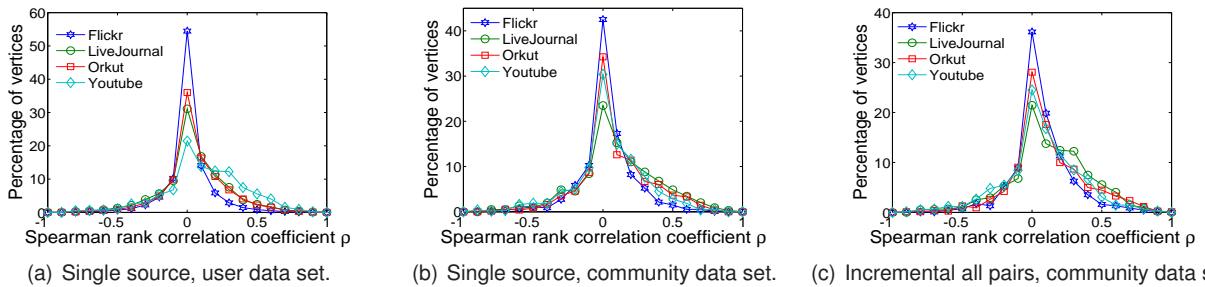 60
50
40
30
20
10
0
Percentage of vertices
Flickr
LiveJournal
Orkut
Youtube
-1
-0.5
0
0.5
1
Spearman rank correlation coefficient ρ
(a) Single source, user data set.
40
30
20
10
0
Percentage of vertices
Flickr
LiveJournal
Orkut
Youtube
-1
-0.5
0
0.5
1
Spearman rank correlation coefficient ρ
(b) Single source, community data set.
40
30
20
10
0
Percentage of vertices
Flickr
LiveJournal
Orkut
Youtube
-1
-0.5
0
0.5
1
Spearman rank correlation coefficient ρ
(c) Incremental all pairs, community data s